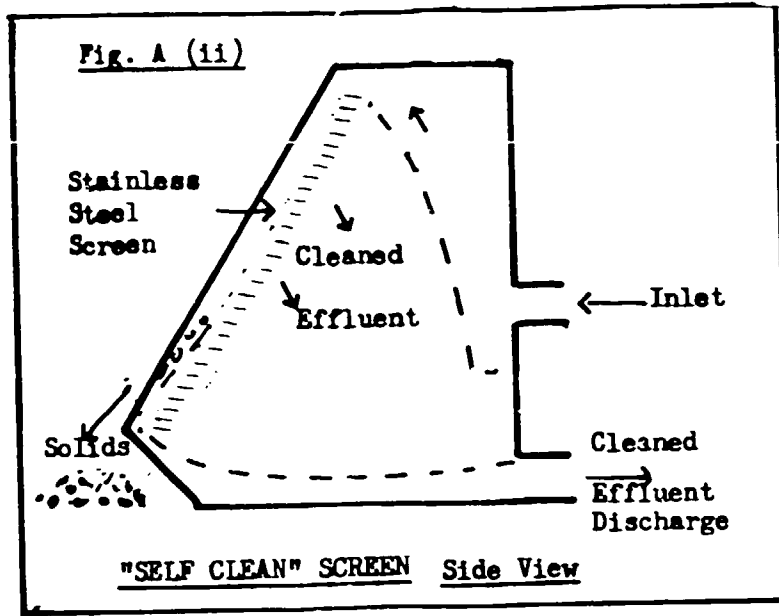 Fig. A (ii)
Stainless
Steel
Screen
Cleaned
Effluent
Inlet
Solids
Cleaned
Effluent
Discharge
"SELF CLEAN" SCREEN Side View